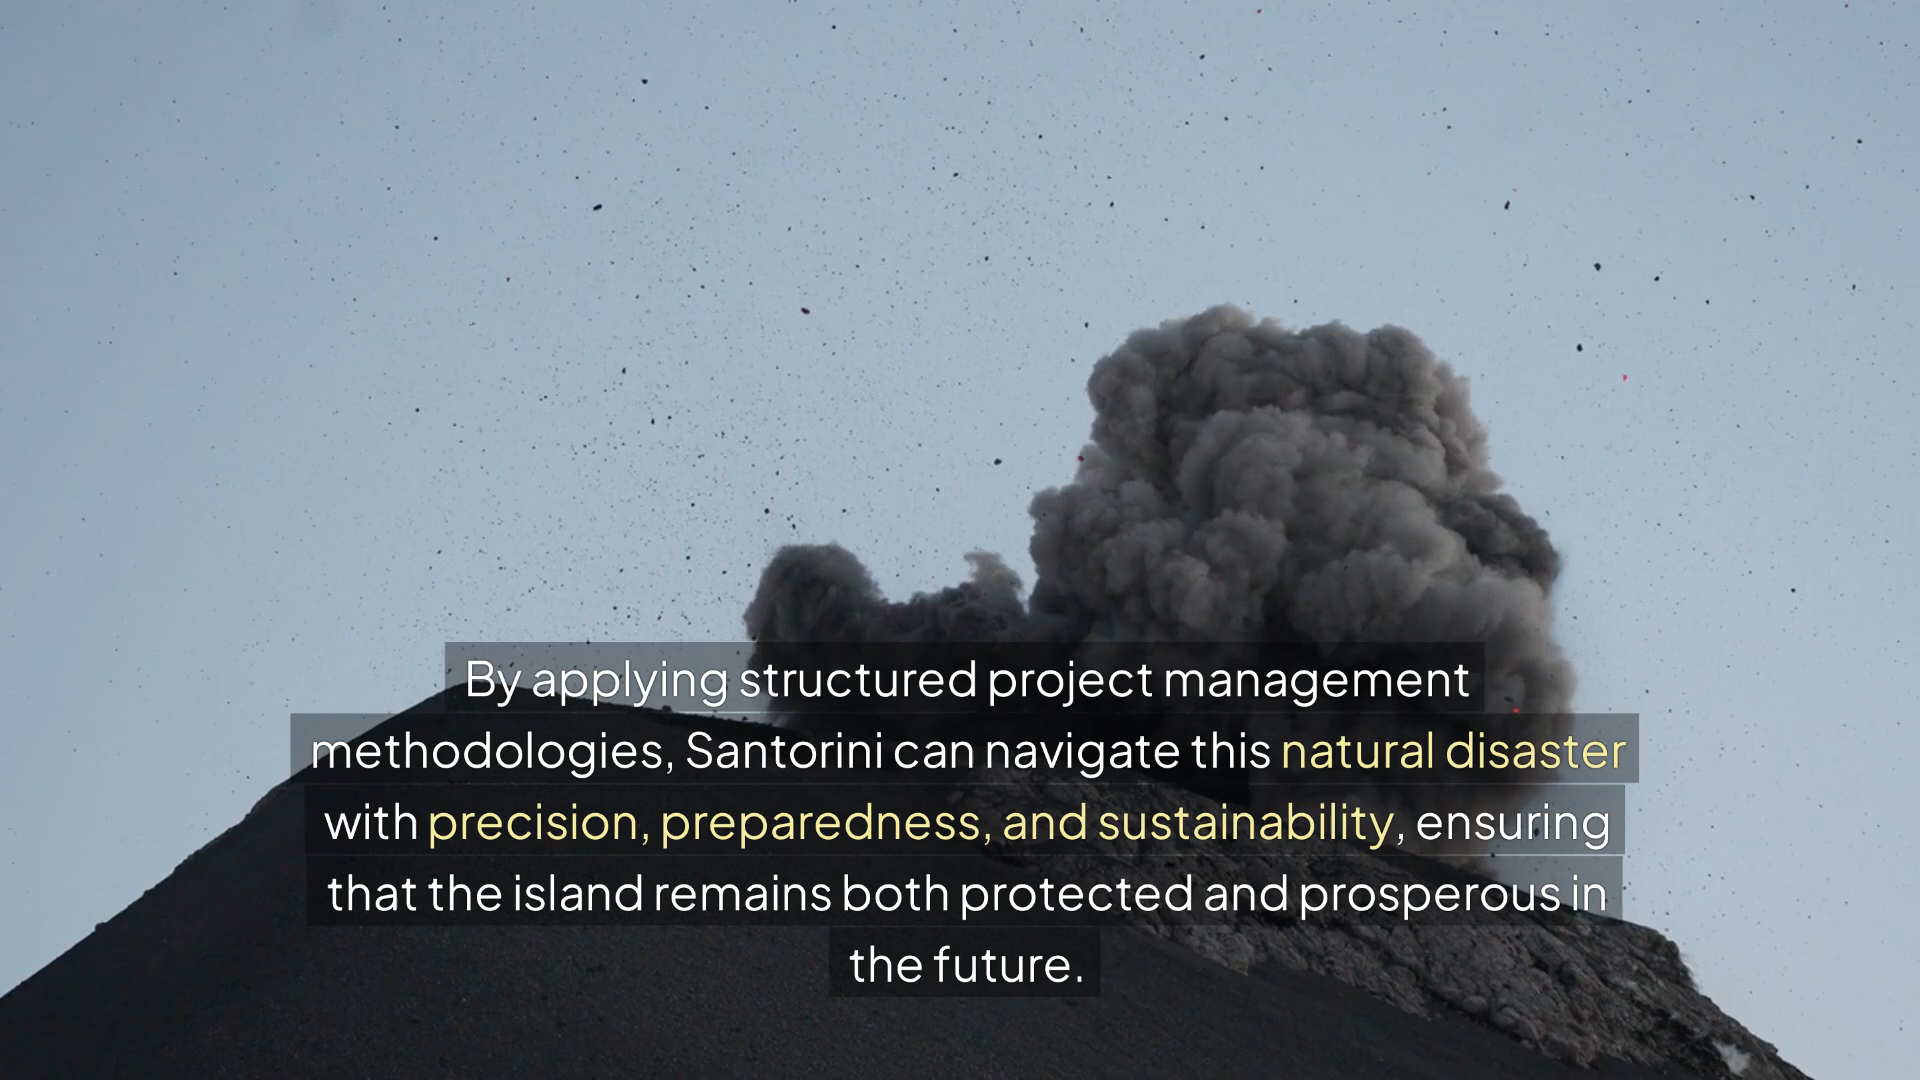 By applying structured project management
methodologies, Santorini can navigate this natural disaster
with precision, preparedness, and sustainability, ensuring
that the island remains both protected and prosperous in
the future.